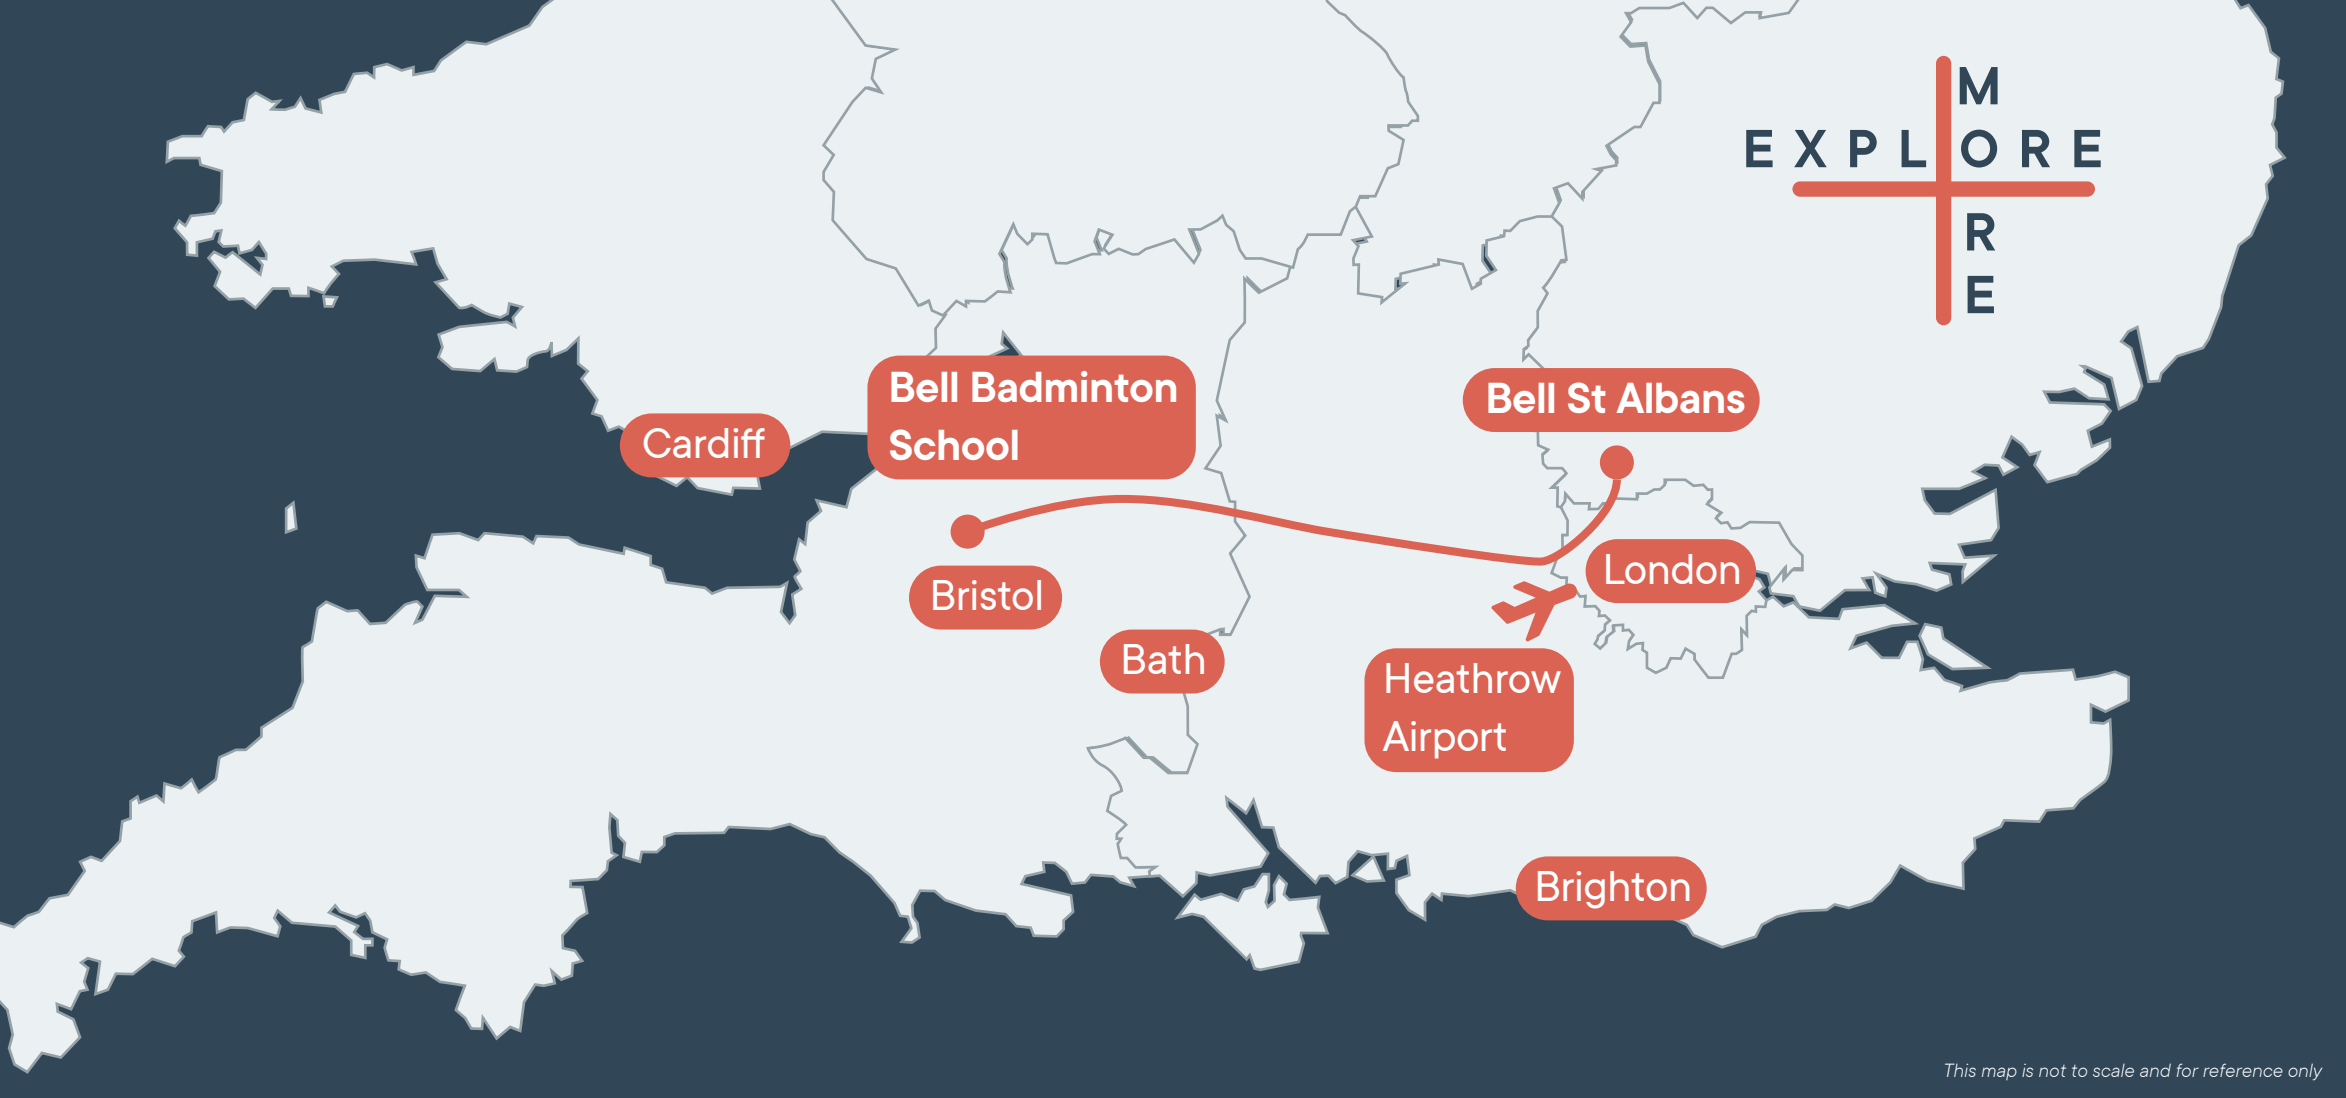 M
EXPLORE
R
E
Bell Badminton
School
Bell St Albans
Cardiff
London
Bristol
Bath
Heathrow
Airport
Brighton
This map is not to scale and for reference only